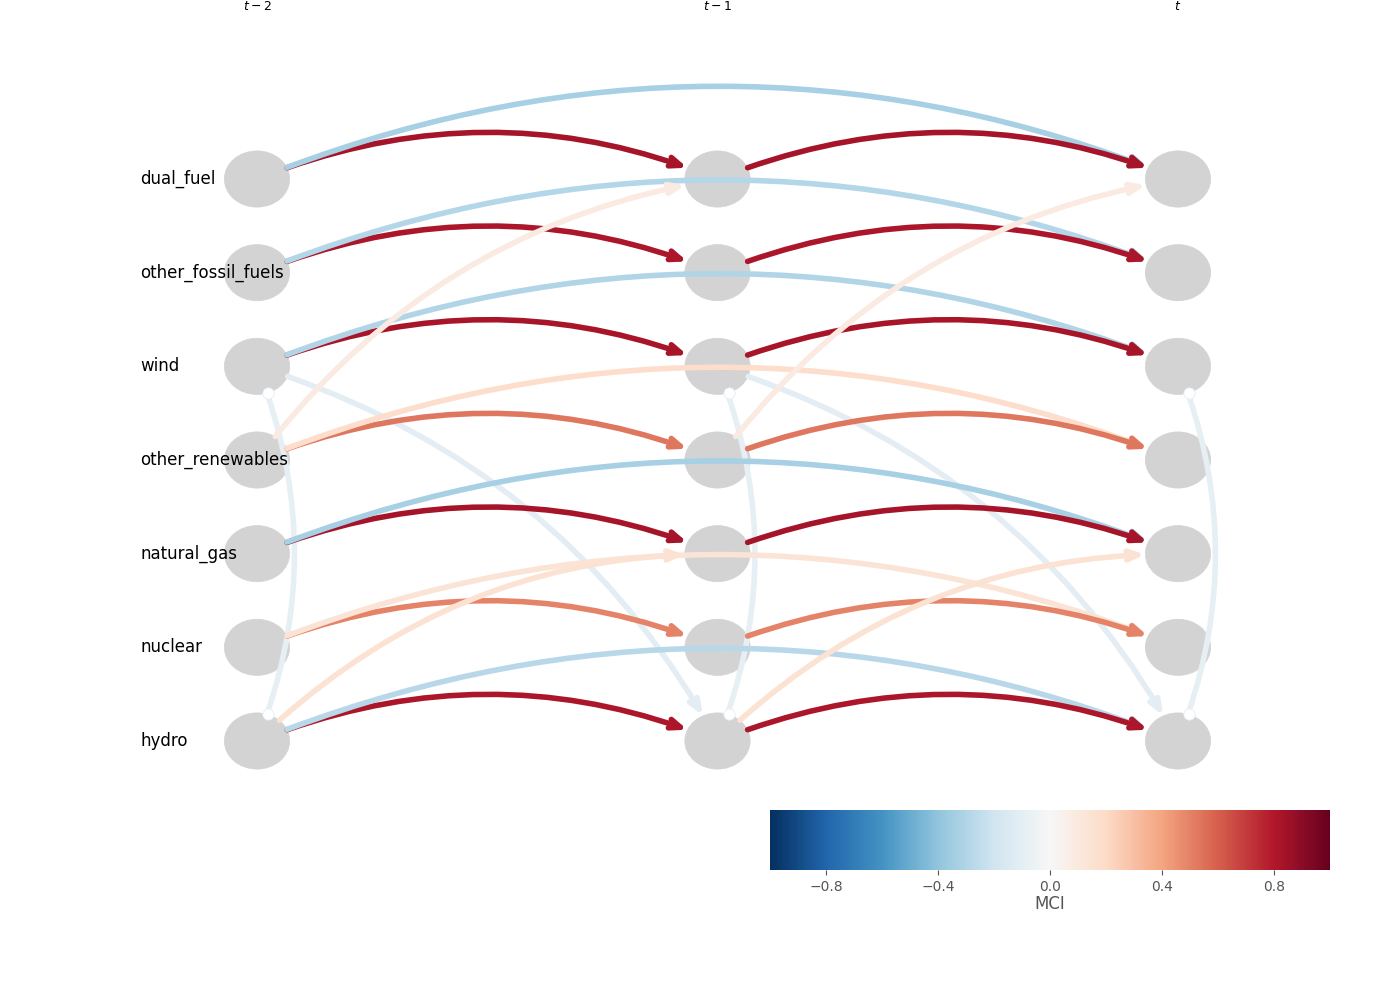 t − 2 t − 1 t
dual_fuel
other_fossil_fuels
wind
other_renewables
natural_gas
nuclear
hydro
−0.8 −0.4 0.0 0.4 0.8
MCI